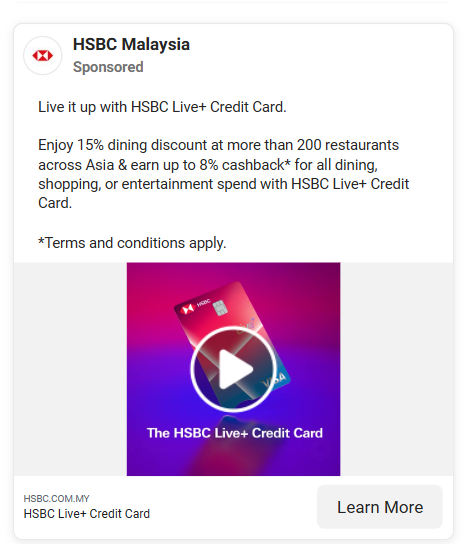 HSBC Malaysia
Sponsored
Live it up with HSBC Live+ Credit Card.
Enjoy 15% dining discount at more than 200 restaurants
across Asia & earn up to 8% cashback* for all dining,
shopping, or entertainment spend with HSBC Live+ Credit
Card.
*Terms and conditions apply.
HSBC
VISA
The HSBC Live+ Credit Card
HSBC.COM.MY
HSBC Live+ Credit Card
Learn More